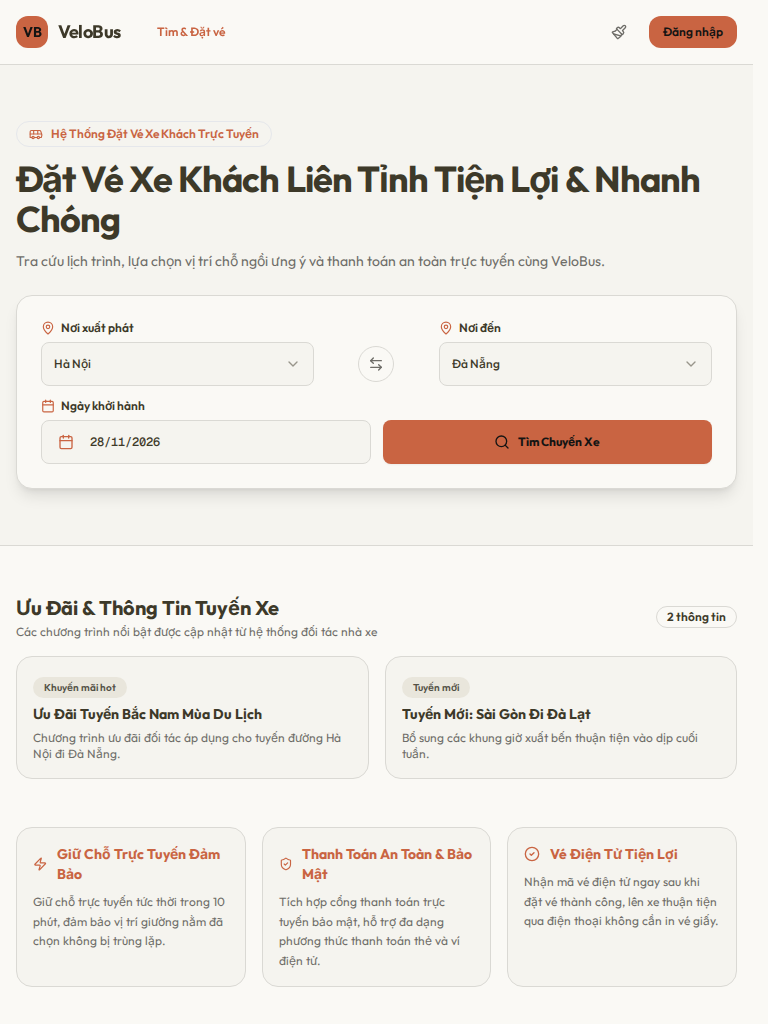 VB VeloBus Tìm & Đặt vé Đăng nhập
Hệ Thống Đặt Vé Xe Khách Trực Tuyến
Đặt Vé Xe Khách Liên Tỉnh Tiện Lợi & Nhanh
Chóng
Tra cứu lịch trình, lựa chọn vị trí chỗ ngồi ưng ý và thanh toán an toàn trực tuyến cùng VeloBus.
Nơi xuất phát
Hà Nội
Nơi đến
Đà Nẵng
Ngày khởi hành
28/11/2026
Tìm Chuyến Xe
Ưu Đãi & Thông Tin Tuyến Xe
Các chương trình nổi bật được cập nhật từ hệ thống đối tác nhà xe
2 thông tin
Khuyến mãi hot
Ưu Đãi Tuyến Bắc Nam Mùa Du Lịch
Chương trình ưu đãi đối tác áp dụng cho tuyến đường Hà
Nội đi Đà Nẵng.
Tuyến mới
Tuyến Mới: Sài Gòn Đi Đà Lạt
Bổ sung các khung giờ xuất bến thuận tiện vào dịp cuối
tuần.
Giữ Chỗ Trực Tuyến Đảm
Bảo
Giữ chỗ trực tuyến tức thời trong 10
phút, đảm bảo vị trí giường nằm đã
chọn không bị trùng lặp.
Thanh Toán An Toàn & Bảo
Mật
Tích hợp cổng thanh toán trực
tuyến bảo mật, hỗ trợ đa dạng
phương thức thanh toán thẻ và ví
điện tử.
Vé Điện Tử Tiện Lợi
Nhận mã vé điện tử ngay sau khi
đặt vé thành công, lên xe thuận tiện
qua điện thoại không cần in vé giấy.